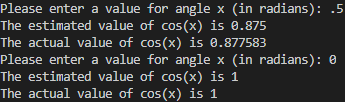 Please enter a value for angle x (in radians): .5
The estimated value of cos(x) is 0.875
The actual value of cos(x) is 0.877583
Please enter a value for angle x (in radians): 0
The estimated value of cos(x) is 1
The actual value of cos(x) is 1